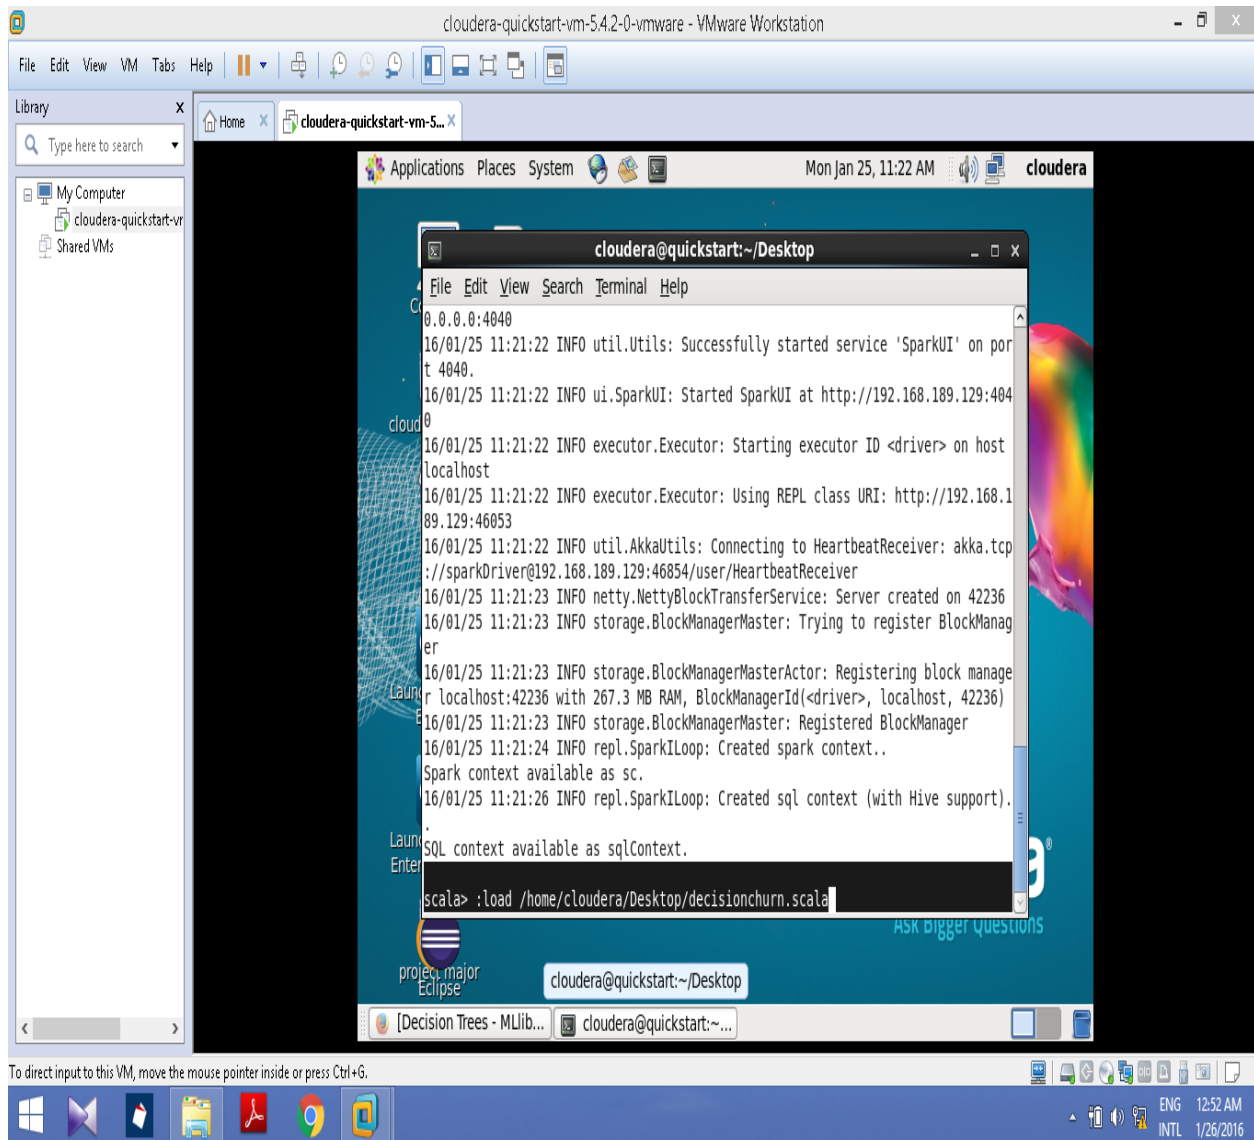 cloudera-quickstart-vm-5.4.2-0-vmware - VMware Workstation
File Edit View VM Tabs Help
Library x
Type here to search
My Computer
cloudera-quickstart-vr
Shared VMs
Home x cloudera-quickstart-vm-5... x
Applications Places System Mon Jan 25, 11:22 AM cloudera
cloudera@quickstart:~/Desktop
File Edit View Search Terminal Help
0.0.0.0:4040
16/01/25 11:21:22 INFO util.Utils: Successfully started service 'SparkUI' on por
t 4040.
16/01/25 11:21:22 INFO ui.SparkUI: Started SparkUI at http://192.168.189.129:404
0
16/01/25 11:21:22 INFO executor.Executor: Starting executor ID <driver> on host
localhost
16/01/25 11:21:22 INFO executor.Executor: Using REPL class URI: http://192.168.1
89.129:46053
16/01/25 11:21:22 INFO util.AkkaUtils: Connecting to HeartbeatReceiver: akka.tcp
://sparkDriver@192.168.189.129:46854/user/HeartbeatReceiver
16/01/25 11:21:23 INFO netty.NettyBlockTransferService: Server created on 42236
16/01/25 11:21:23 INFO storage.BlockManagerMaster: Trying to register BlockManag
er
16/01/25 11:21:23 INFO storage.BlockManagerMasterActor: Registering block manage
r localhost:42236 with 267.3 MB RAM, BlockManagerId(<driver>, localhost, 42236)
16/01/25 11:21:23 INFO storage.BlockManagerMaster: Registered BlockManager
16/01/25 11:21:24 INFO repl.SparkILoop: Created spark context..
Spark context available as sc.
16/01/25 11:21:26 INFO repl.SparkILoop: Created sql context (with Hive support).
.
SQL context available as sqlContext.
scala> :load /home/cloudera/Desktop/decisionchurn.scala
cloud
Laun
Laun
Enter
Ask Bigger Questions
project major
Eclipse
cloudera@quickstart:~/Desktop
[Decision Trees - MLlib... cloudera@quickstart:~...
To direct input to this VM, move the mouse pointer inside or press Ctrl+G.
ENG 12:52 AM
INTL 1/26/2016